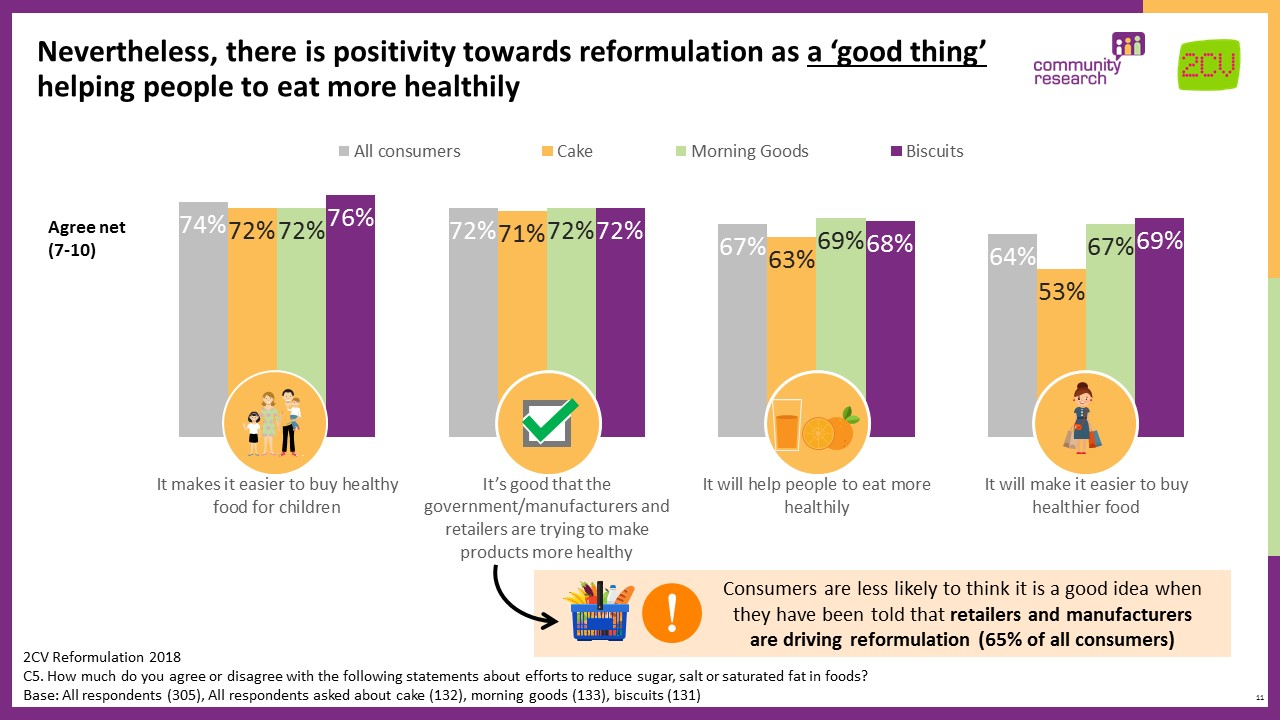 Nevertheless, there is positivity towards reformulation as a ‘good thing’
helping people to eat more healthily
community
research
2CV
All consumers
Cake
Morning Goods
Biscuits
Agree net
(7-10)
74%
72%
72%
76%
72%
71%
72%
72%
67%
63%
69%
68%
64%
53%
67%
69%
It makes it easier to buy healthy
food for children
It’s good that the
government/manufacturers and
retailers are trying to make
products more healthy
It will help people to eat more
healthily
It will make it easier to buy
healthier food
!
Consumers are less likely to think it is a good idea when
they have been told that retailers and manufacturers
are driving reformulation (65% of all consumers)
2CV Reformulation 2018
C5. How much do you agree or disagree with the following statements about efforts to reduce sugar, salt or saturated fat in foods?
Base: All respondents (305), All respondents asked about cake (132), morning goods (133), biscuits (131)
11